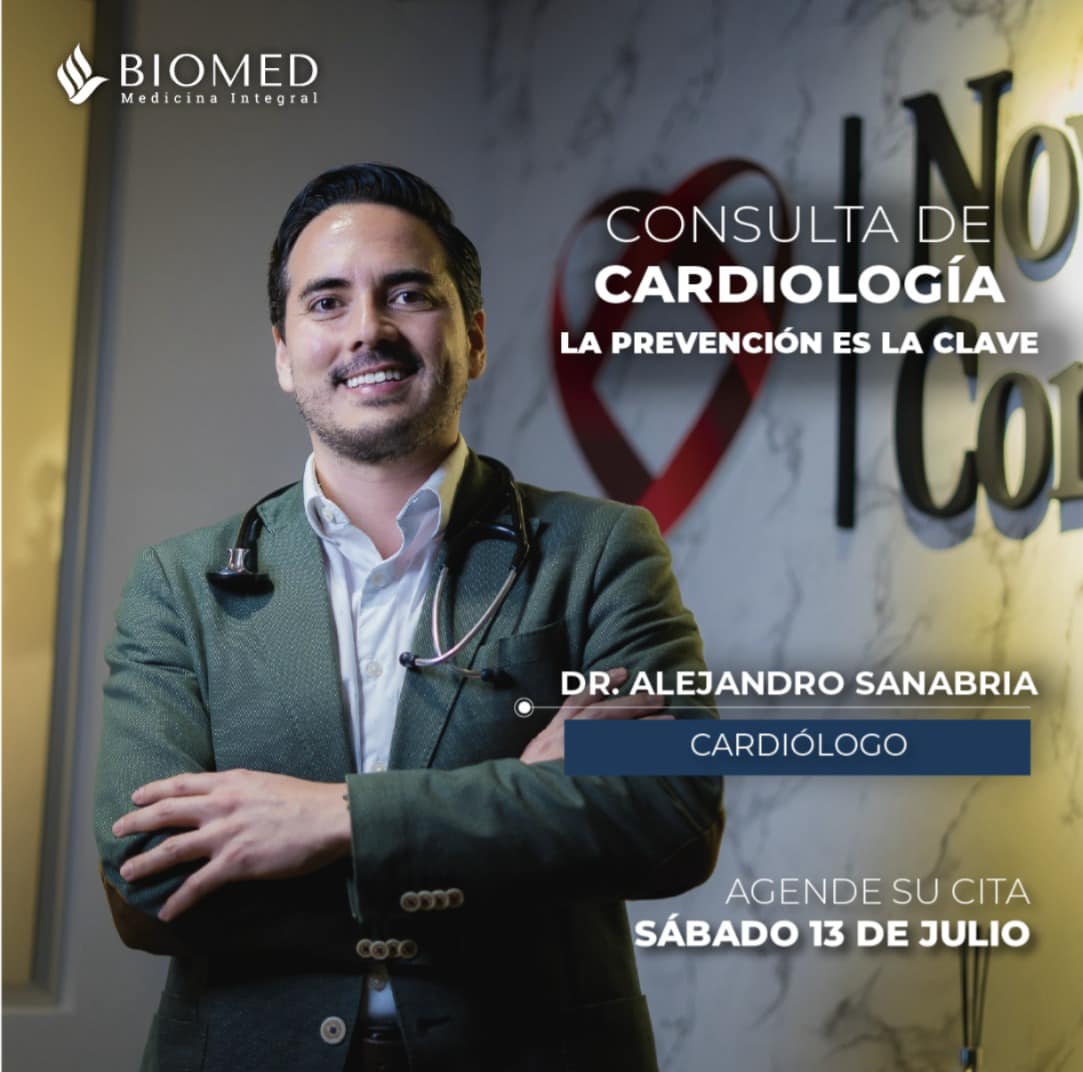 BIOMED
Medicina Integral
CONSULTA DE
CARDIOLOGÍA
LA PREVENCIÓN ES LA CLAVE
DR. ALEJANDRO SANABRIA
CARDIÓLOGO
AGENDE SU CITA
SÁBADO 13 DE JULIO